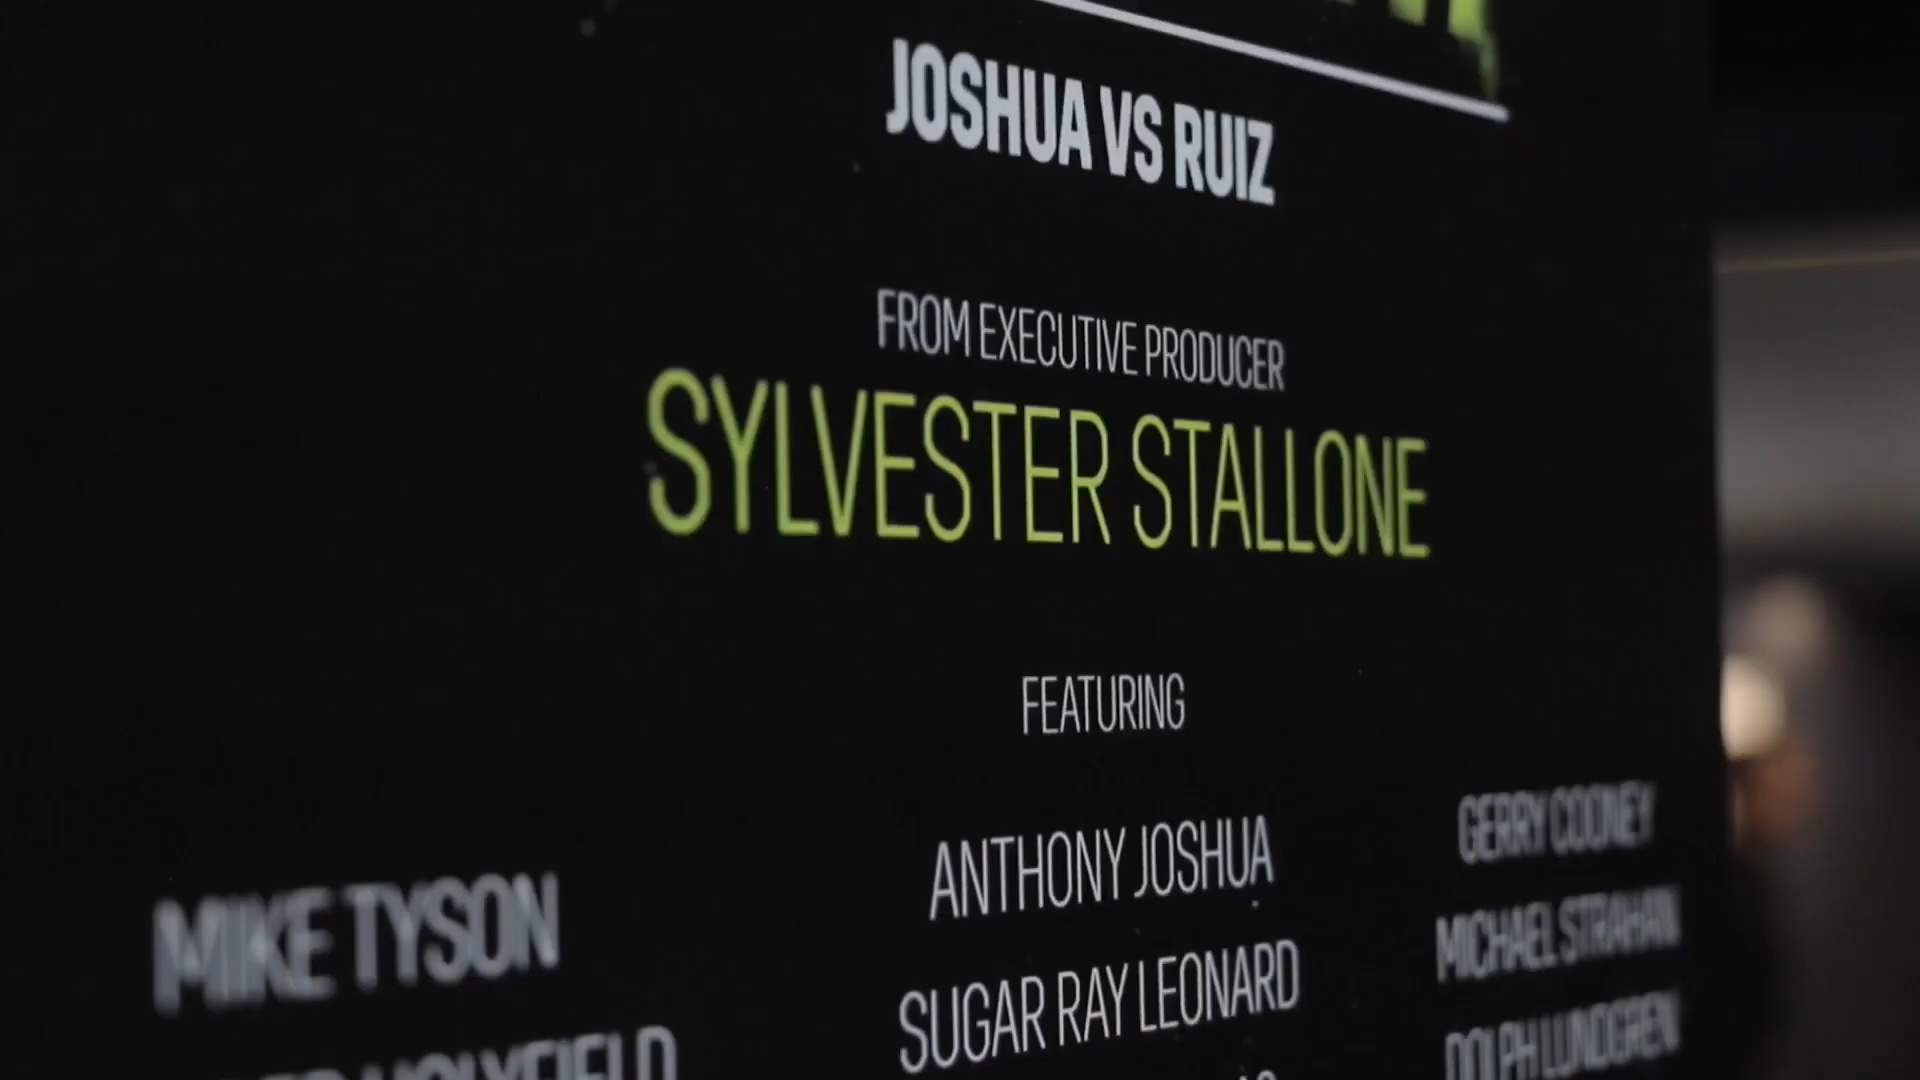 JOSHUA VS RUIZ
FROM EXECUTIVE PRODUCER
SYLVESTER STALLONE
FEATURING
MIKE TYSON
HOLYFIELD
ANTHONY JOSHUA
SUGAR RAY LEONARD
GERRY COONEY
MICHAEL STRAHAN
DOLPH LUNDGREN